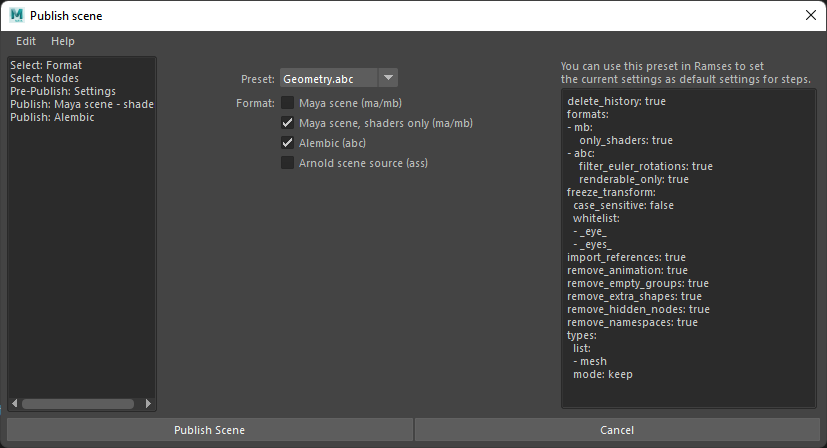 Publish scene
Edit Help
Select: Format
Select: Nodes
Pre-Publish: Settings
Publish: Maya scene - shade
Publish: Alembic
Preset: Geometry.abc
Format: Maya scene (ma/mb)
Maya scene, shaders only (ma/mb)
Alembic (abc)
Arnold scene source (ass)
You can use this preset in Ramses to set
the current settings as default settings for steps.
delete_history: true
formats:
- mb:
    only_shaders: true
- abc:
    filter_euler_rotations: true
    renderable_only: true
freeze_transform:
  case_sensitive: false
  whitelist:
  - _eye_
  - _eyes_
import_references: true
remove_animation: true
remove_empty_groups: true
remove_extra_shapes: true
remove_hidden_nodes: true
remove_namespaces: true
types:
  list:
  - mesh
  mode: keep
Publish Scene Cancel